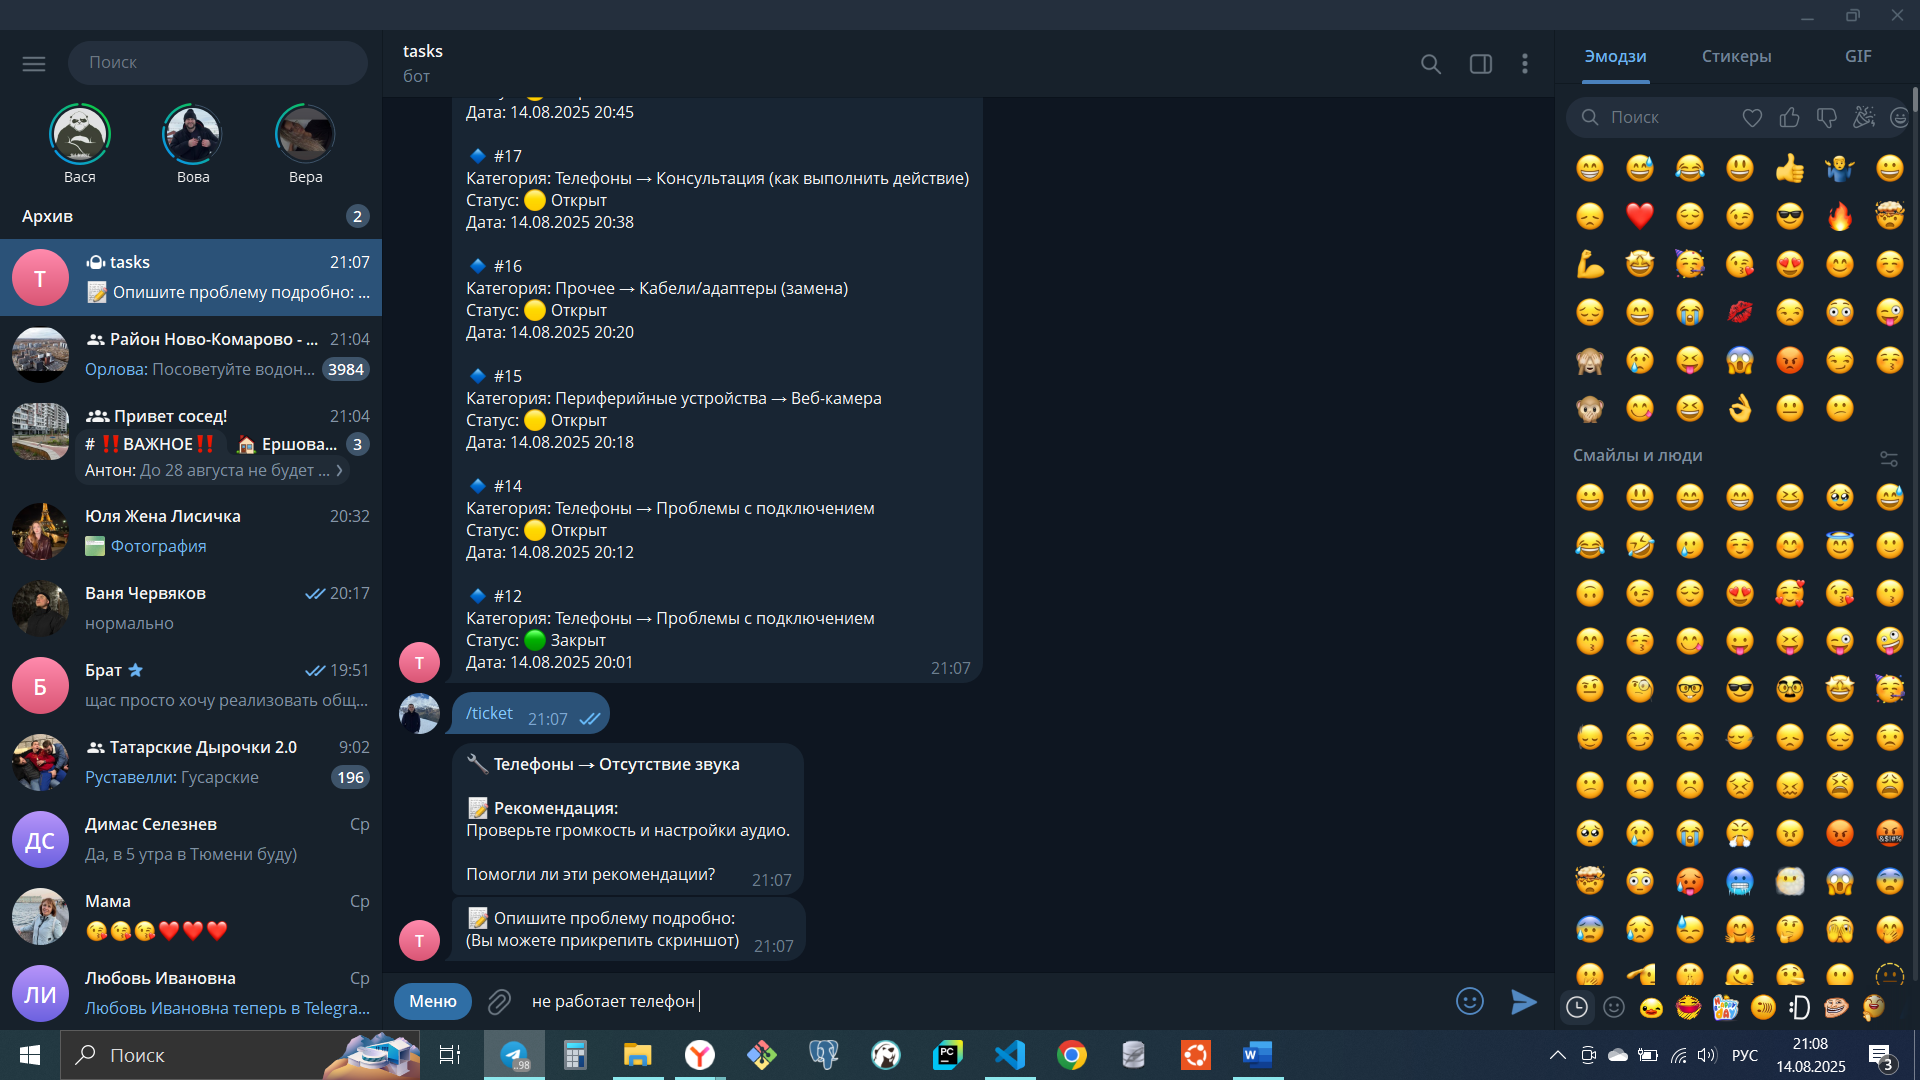 Поиск
Вася
Вова
Вера
Архив
2
Т
tasks
21:07
Опишите проблему подробно: ...
Район Ново-Комарово - ...
21:04
Орлова: Посоветуйте водон...
3984
Привет сосед!
21:04
# ‼️ВАЖНОЕ‼️ 🏠 Ершова...
3
Антон: До 28 августа не будет ...
Юля Жена Лисичка
20:32
Фотография
Ваня Червяков
20:17
нормально
Б
Брат
19:51
щас просто хочу реализовать общ...
Татарские Дырочки 2.0
9:02
Руставелли: Гусарские
196
ДС
Димас Селезнев
Ср
Да, в 5 утра в Тюмени буду)
Мама
Ср
😘😘😘❤️❤️❤️
ЛИ
Любовь Ивановна
Ср
Любовь Ивановна теперь в Telegra...
tasks
бот
Дата: 14.08.2025 20:45
🔷 #17
Категория: Телефоны → Консультация (как выполнить действие)
Статус: 🟡 Открыт
Дата: 14.08.2025 20:38
🔷 #16
Категория: Прочее → Кабели/адаптеры (замена)
Статус: 🟡 Открыт
Дата: 14.08.2025 20:20
🔷 #15
Категория: Периферийные устройства → Веб-камера
Статус: 🟡 Открыт
Дата: 14.08.2025 20:18
🔷 #14
Категория: Телефоны → Проблемы с подключением
Статус: 🟡 Открыт
Дата: 14.08.2025 20:12
🔷 #12
Категория: Телефоны → Проблемы с подключением
Статус: 🟢 Закрыт
Дата: 14.08.2025 20:01
21:07
Т
/ticket
21:07
🔧 Телефоны → Отсутствие звука
📝 Рекомендация:
Проверьте громкость и настройки аудио.
Помогли ли эти рекомендации?
21:07
📝 Опишите проблему подробно:
(Вы можете прикрепить скриншот)
21:07
Т
Меню
не работает телефон
Эмодзи
Стикеры
GIF
Поиск
Смайлы и люди
Поиск
..98
PC
W
РУС
21:08
14.08.2025
3